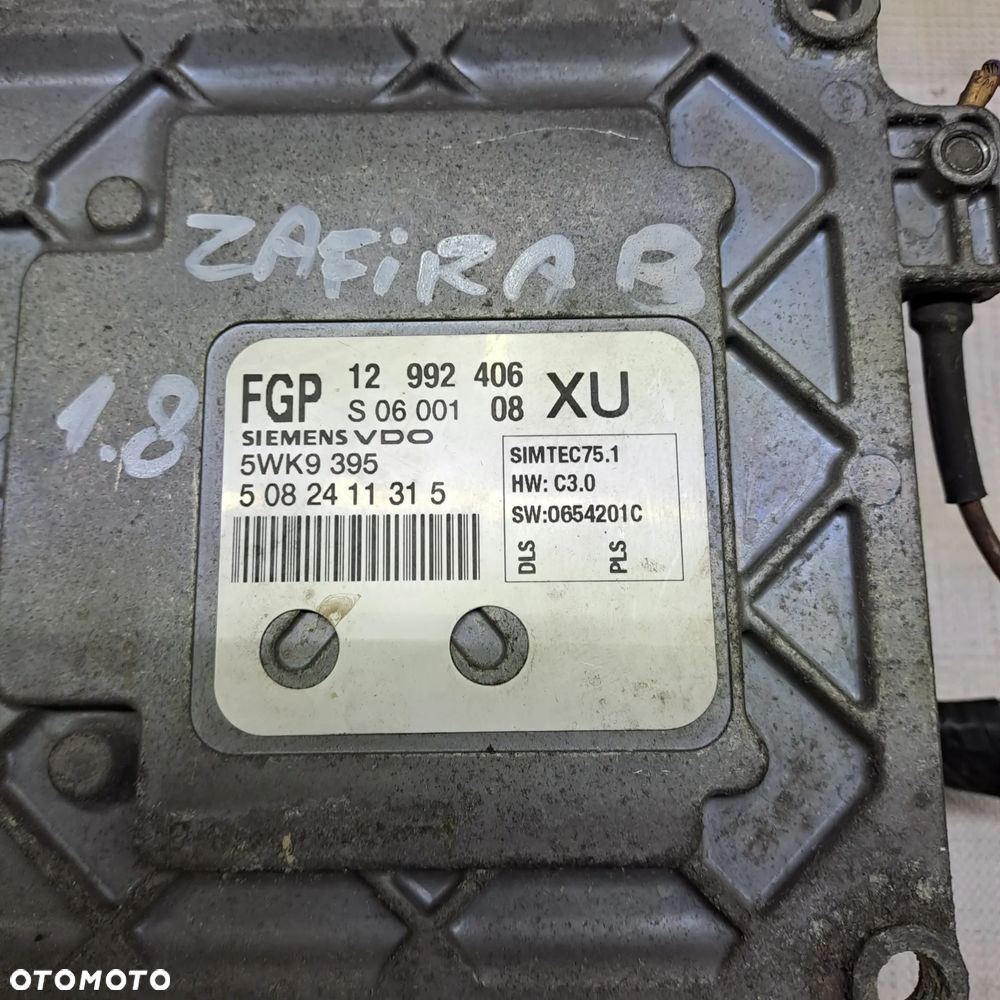 ZAFiRA B
1.8
FGP 12 992 406 XU
S 06 001 08
SIEMENS VDO
5WK9 395
5 08 24 11 31 5
SIMTEC75.1
HW: C3.0
SW:0654201C
DLS PLS
OTOMOTO